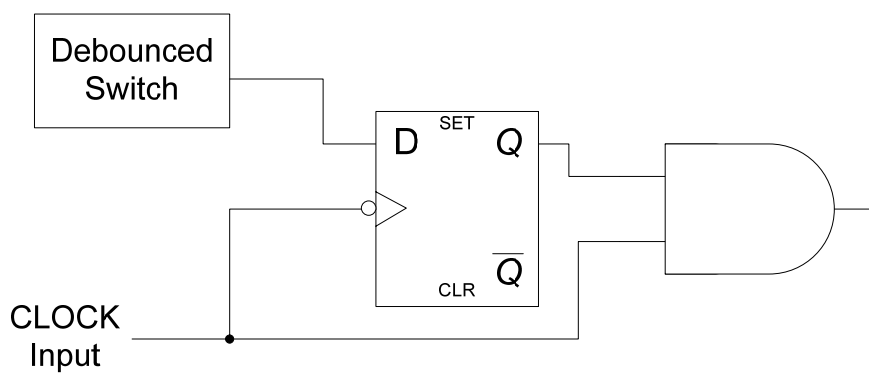 Debounced
Switch
SET
D
Q
Q̅
CLR
CLOCK
Input